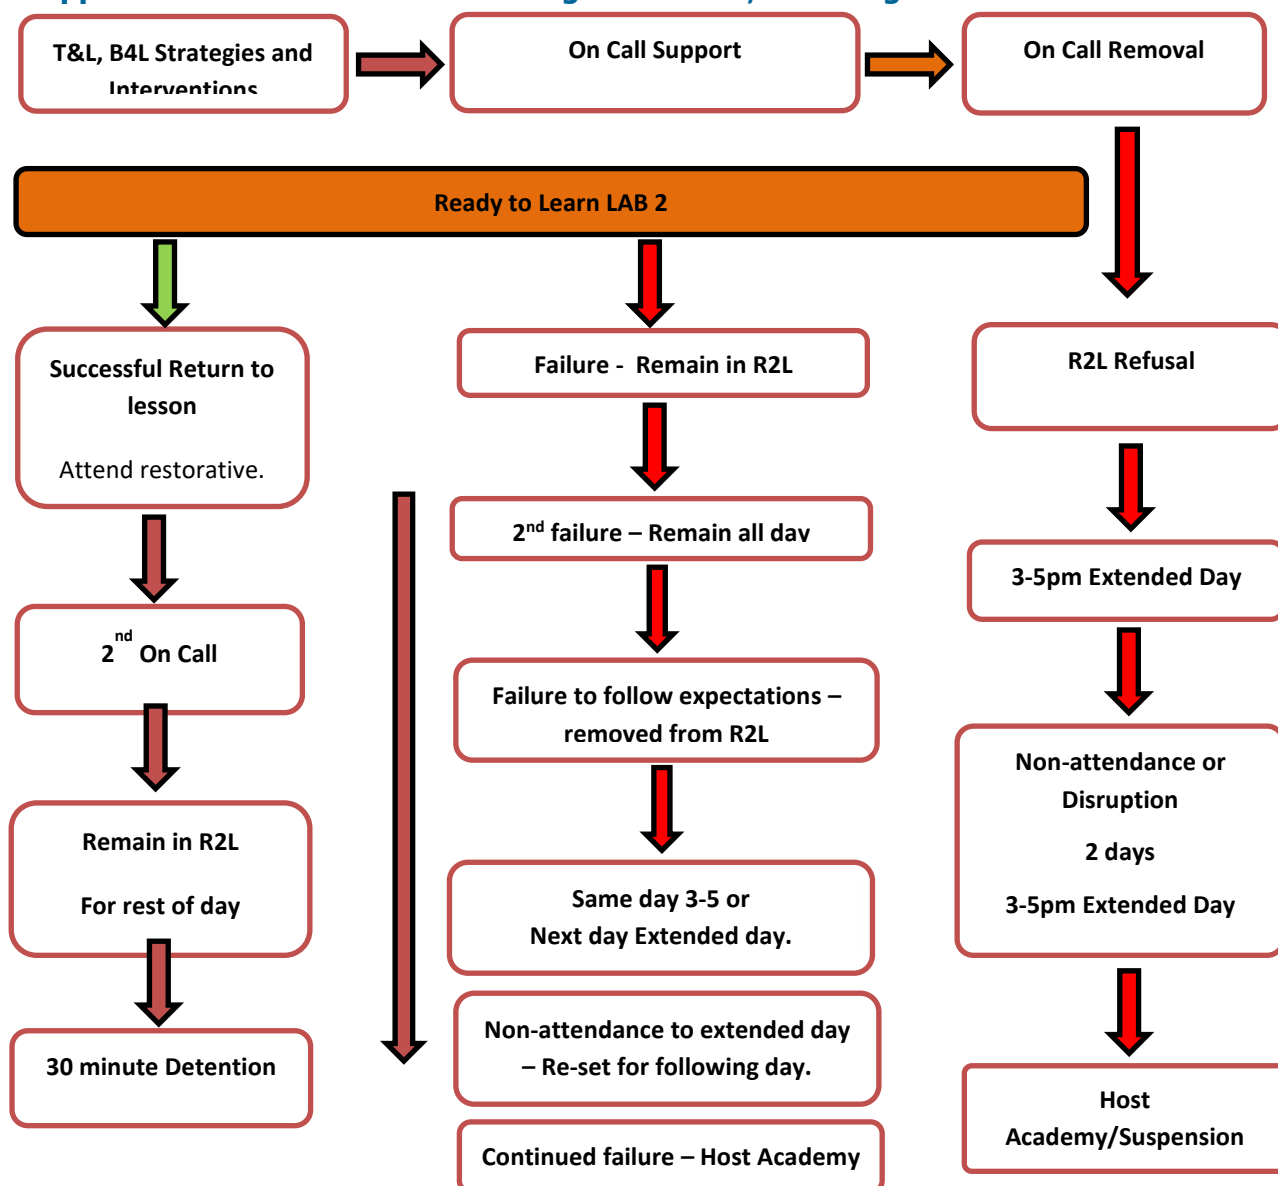 T&L, B4L Strategies and
Interventions
On Call Support
On Call Removal
Ready to Learn LAB 2
Successful Return to
lesson
Attend restorative.
2nd On Call
Remain in R2L
For rest of day
30 minute Detention
Failure - Remain in R2L
2nd failure – Remain all day
Failure to follow expectations –
removed from R2L
Same day 3-5 or
Next day Extended day.
Non-attendance to extended day
– Re-set for following day.
Continued failure – Host Academy
R2L Refusal
3-5pm Extended Day
Non-attendance or
Disruption
2 days
3-5pm Extended Day
Host
Academy/Suspension